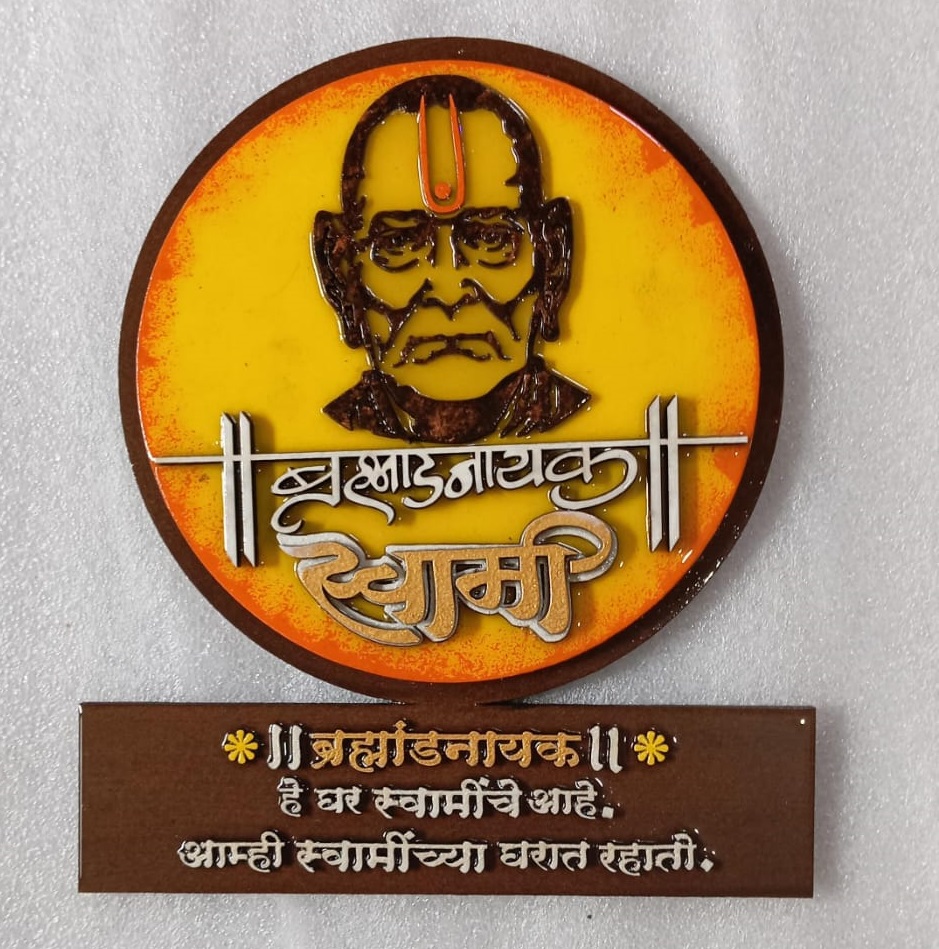 || ब्रह्मांडनायक ||
स्वामी
|| ब्रह्मांडनायक ||
हे घर स्वामींचे आहे.
आम्ही स्वामींच्या घरात रहातो.